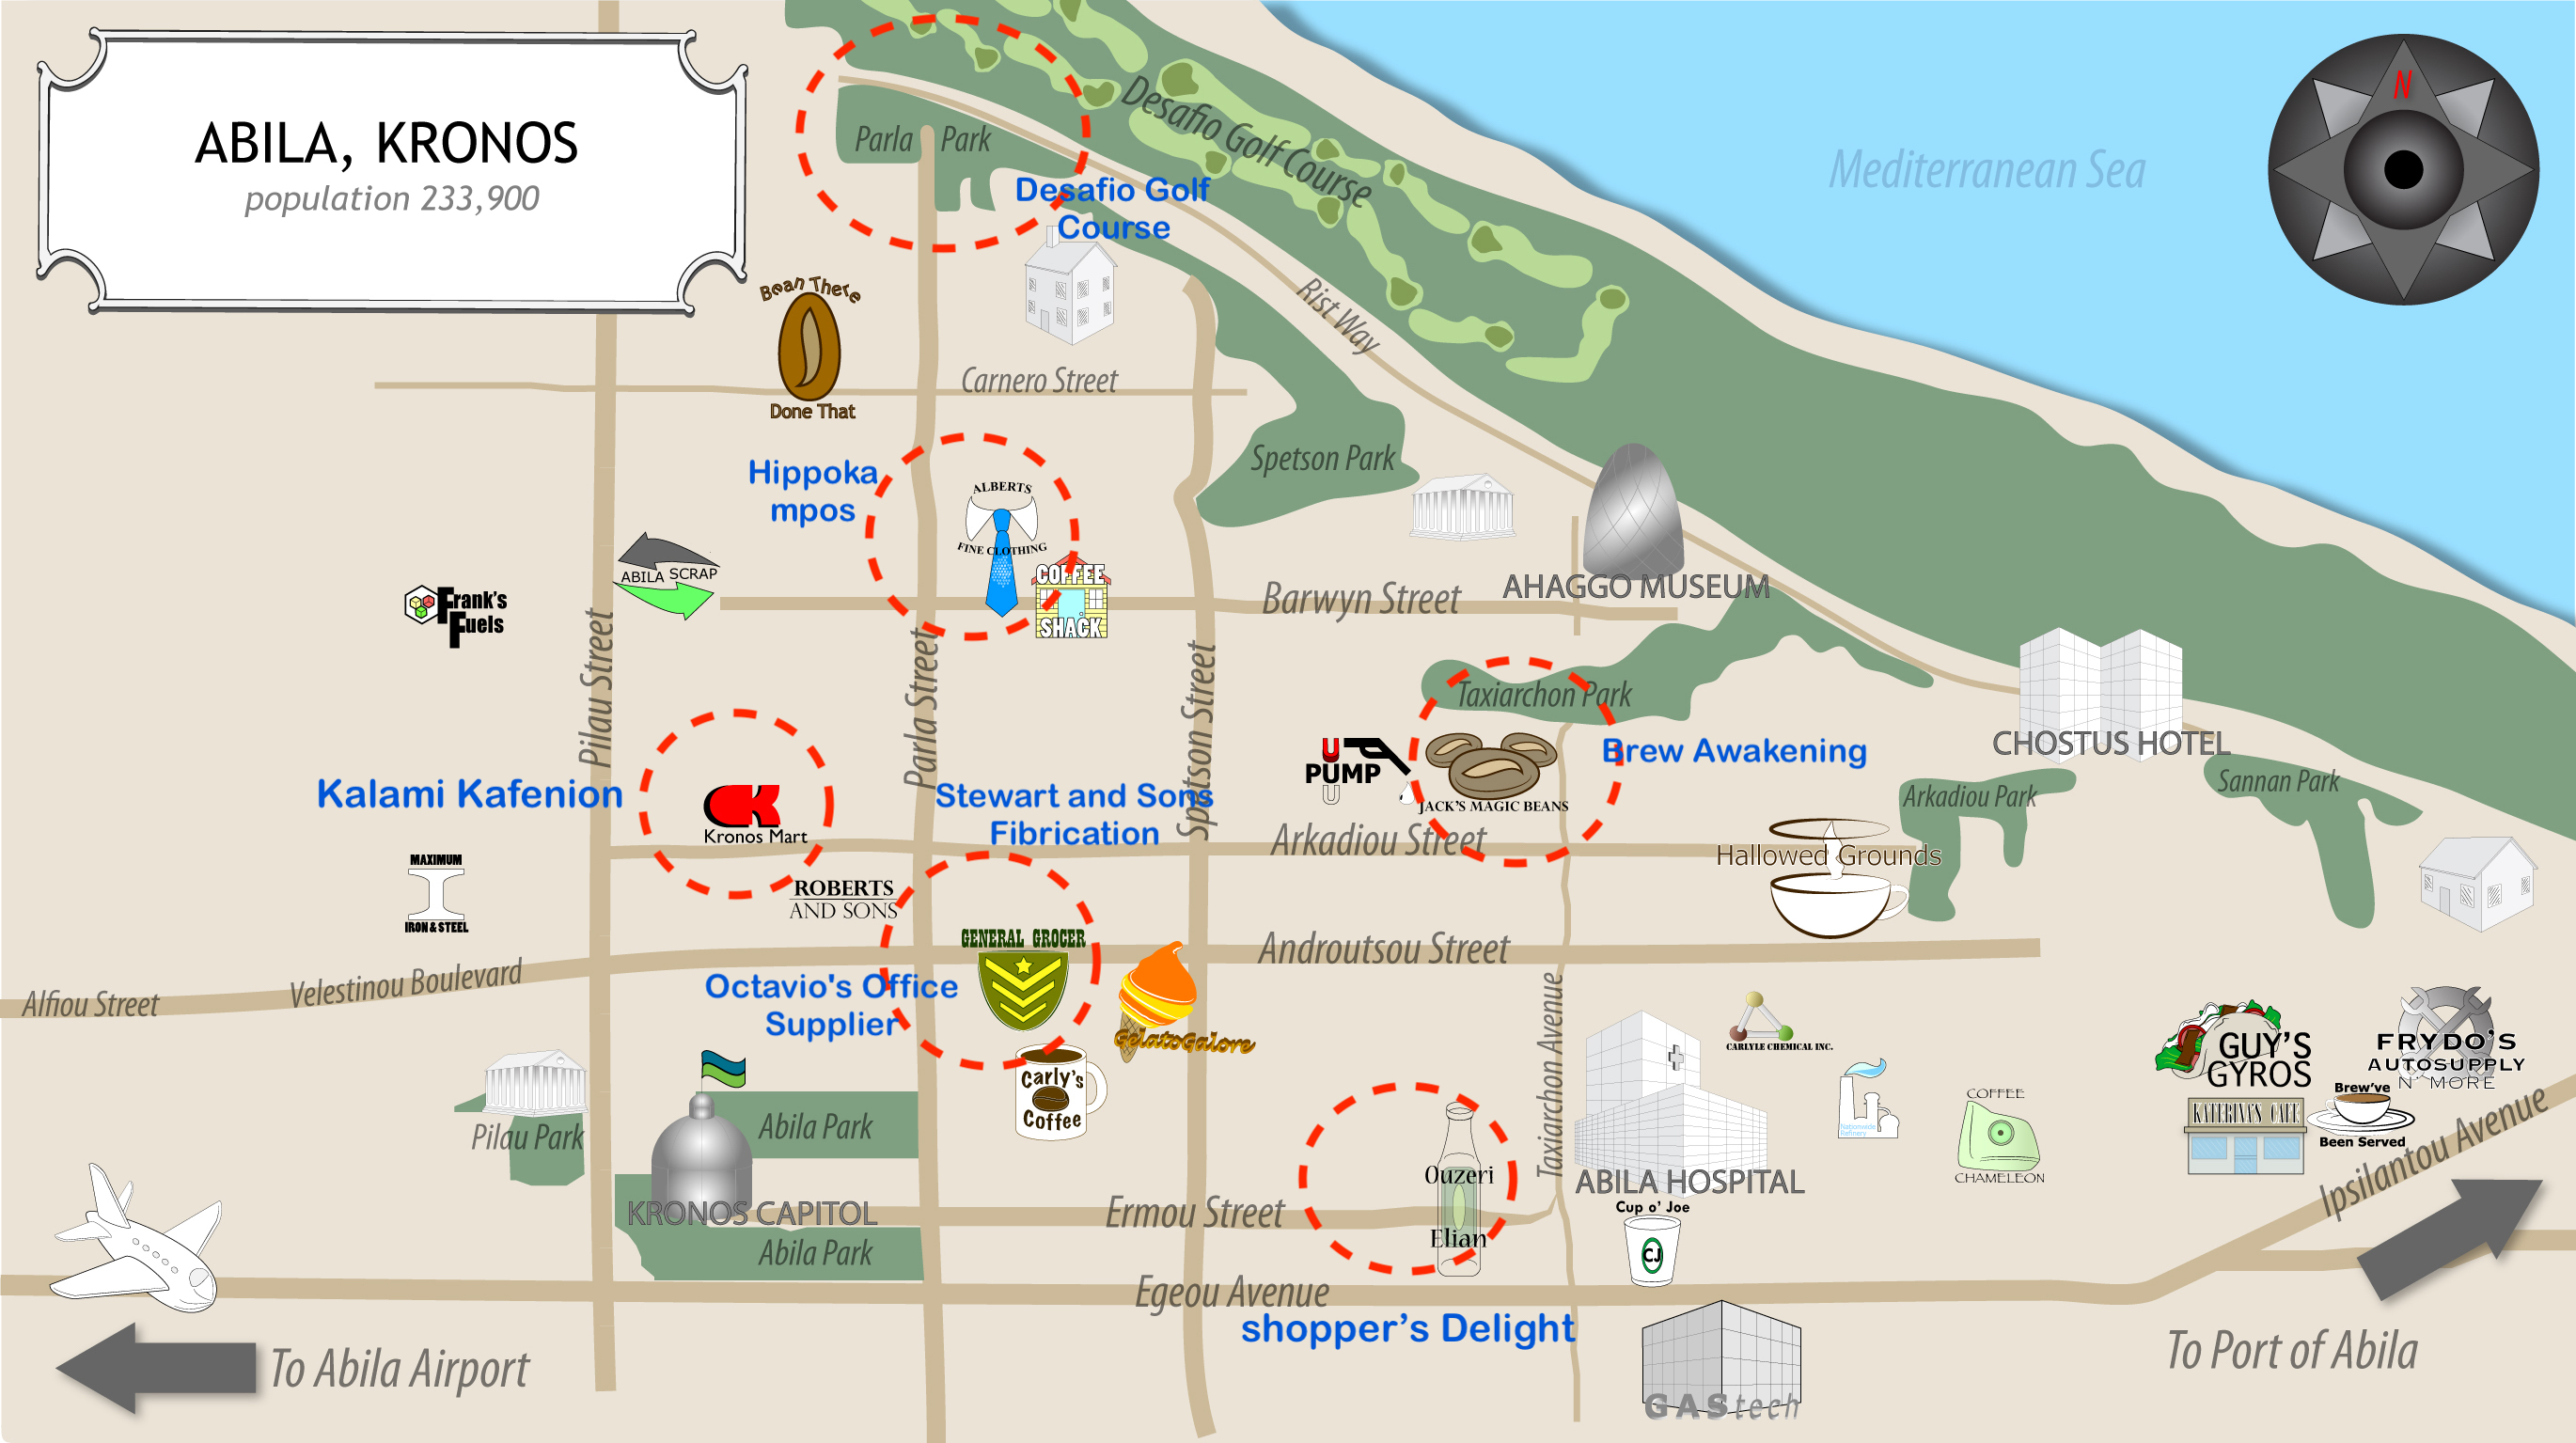 ABILA, KRONOS
population 233,900
N
Mediterranean Sea
Desafio Golf Course
Parla Park
Desafio Golf
Course
Bean There
Done That
Rist Way
Carnero Street
Hippoka
mpos
ALBERTS
FINE CLOTHING
Spetson Park
ABILA SCRAP
Frank's
Fuels
COFFEE
SHACK
Barwyn Street
AHAGGO MUSEUM
Pilau Street
Parla Street
Spetson Street
Taxiarchon Park
CHOSTUS HOTEL
Kalami Kafenion
Kronos Mart
Stewart and Sons
Fibrication
U
PUMP
U
JACK'S MAGIC BEANS
Brew Awakening
Arkadiou Park
Sannan Park
Arkadiou Street
Hallowed Grounds
MAXIMUM
IRON & STEEL
ROBERTS
AND SONS
GENERAL GROCER
Androutsou Street
Alfiou Street
Velestinou Boulevard
Octavio's Office
Supplier
GelatoGalore
Taxiarchon Avenue
CARLYLE CHEMICAL INC.
GUY'S
GYROS
FRYDO'S
AUTOSUPPLY
N' MORE
Carly's
Coffee
Abila Park
Pilau Park
Nationwide
Refinery
COFFEE
CHAMELEON
KATERINA'S CAFE
Brew've
Been Served
Ipsilantou Avenue
Ouzeri
Elian
ABILA HOSPITAL
Cup o' Joe
CJ
KRONOS CAPITOL
Abila Park
Ermou Street
Egeou Avenue
shopper's Delight
To Abila Airport
To Port of Abila
GAStech